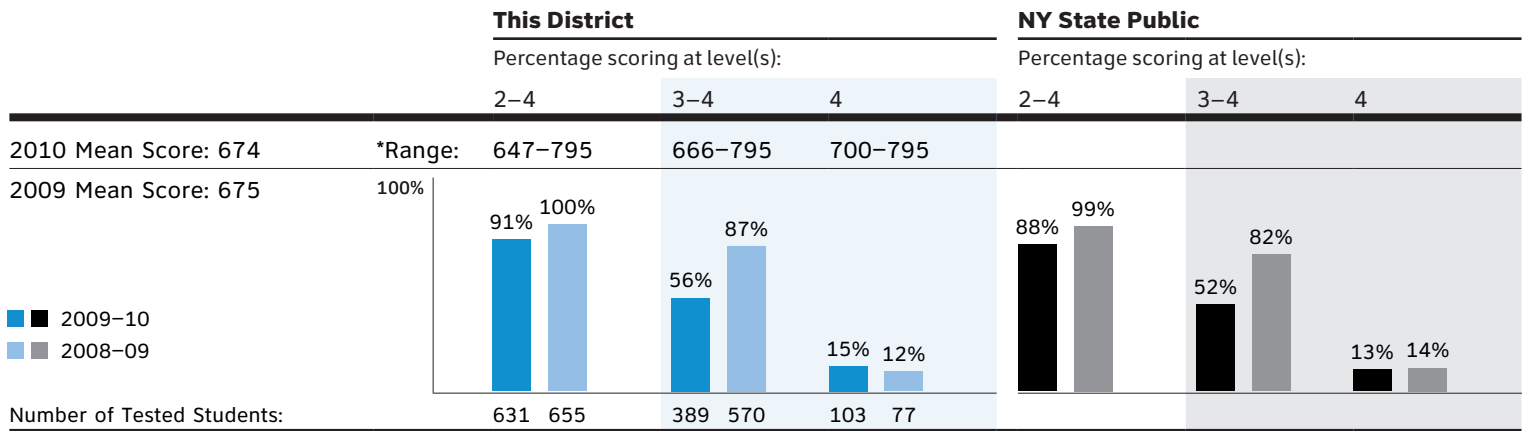 This District NY State Public
Percentage scoring at level(s): Percentage scoring at level(s):
2–4 3–4 4 2–4 3–4 4
2010 Mean Score: 674 *Range: 647–795 666–795 700–795
2009 Mean Score: 675 100%
91% 100% 56% 87% 15% 12% 88% 99% 52% 82% 13% 14%
2009–10
2008–09
Number of Tested Students: 631 655 389 570 103 77